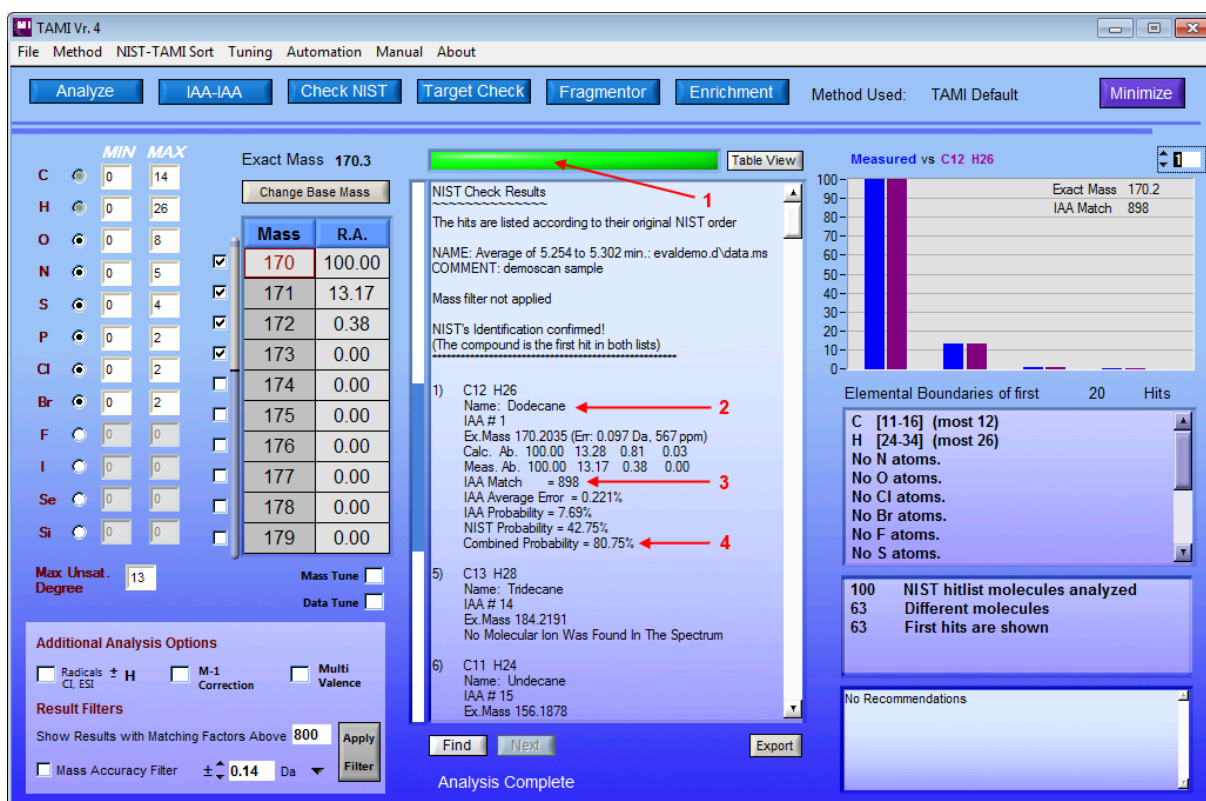 TAMI Vr. 4
File Method NIST-TAMI Sort Tuning Automation Manual About
Analyze IAA-IAA Check NIST Target Check Fragmentor Enrichment Method Used: TAMI Default Minimize
MIN MAX
C 0 14
H 0 26
O 0 8
N 0 5
S 0 4
P 0 2
Cl 0 2
Br 0 2
F 0 0
I 0 0
Se 0 0
Si 0 0
Max Unsat. Degree 13
Exact Mass 170.3
Change Base Mass
Mass R.A.
170 100.00
171 13.17
172 0.38
173 0.00
174 0.00
175 0.00
176 0.00
177 0.00
178 0.00
179 0.00
Mass Tune
Data Tune
Additional Analysis Options
Radicals ± H
CI, ESI
M-1
Correction
Multi
Valence
Result Filters
Show Results with Matching Factors Above 800
Mass Accuracy Filter ± 0.14 Da
Apply
Filter
Table View
1
NIST Check Results
~~~~~~~~~~~~~~
The hits are listed according to their original NIST order
NAME: Average of 5.254 to 5.302 min.: evaldemo.d\data.ms
COMMENT: demoscan sample
Mass filter not applied
NIST's Identification confirmed!
(The compound is the first hit in both lists)
1) C12 H26
Name: Dodecane 2
IAA # 1
Ex.Mass 170.2035 (Err: 0.097 Da, 567 ppm)
Calc. Ab. 100.00 13.28 0.81 0.03
Meas. Ab. 100.00 13.17 0.38 0.00
IAA Match = 898 3
IAA Average Error = 0.221%
IAA Probability = 7.69%
NIST Probability = 42.75%
Combined Probability = 80.75% 4
5) C13 H28
Name: Tridecane
IAA # 14
Ex.Mass 184.2191
No Molecular Ion Was Found In The Spectrum
6) C11 H24
Name: Undecane
IAA # 15
Ex.Mass 156.1878
Find Next Export
Analysis Complete
Measured vs C12 H26 1
Exact Mass 170.2
IAA Match 898
100
90
80
70
60
50
40
30
20
10
0
Elemental Boundaries of first 20 Hits
C [11-16] (most 12)
H [24-34] (most 26)
No N atoms.
No O atoms.
No Cl atoms.
No Br atoms.
No F atoms.
No S atoms.
100 NIST hitlist molecules analyzed
63 Different molecules
63 First hits are shown
No Recommendations